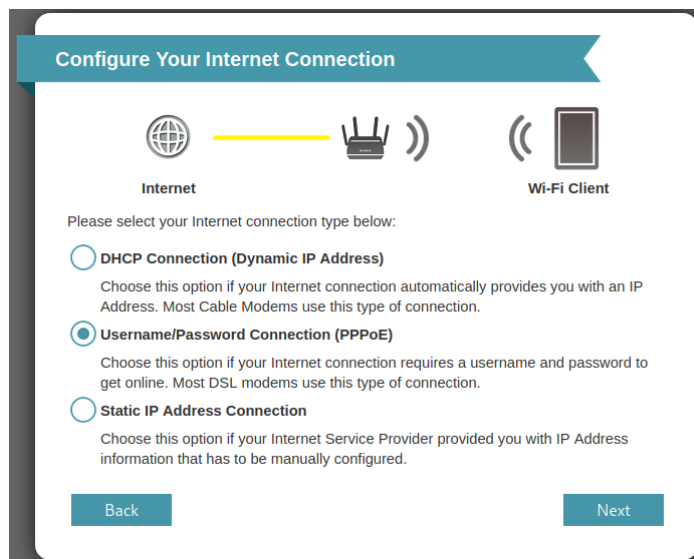 Configure Your Internet Connection
Internet
Wi-Fi Client
Please select your Internet connection type below:
DHCP Connection (Dynamic IP Address)
Choose this option if your Internet connection automatically provides you with an IP
Address. Most Cable Modems use this type of connection.
Username/Password Connection (PPPoE)
Choose this option if your Internet connection requires a username and password to
get online. Most DSL modems use this type of connection.
Static IP Address Connection
Choose this option if your Internet Service Provider provided you with IP Address
information that has to be manually configured.
Back
Next